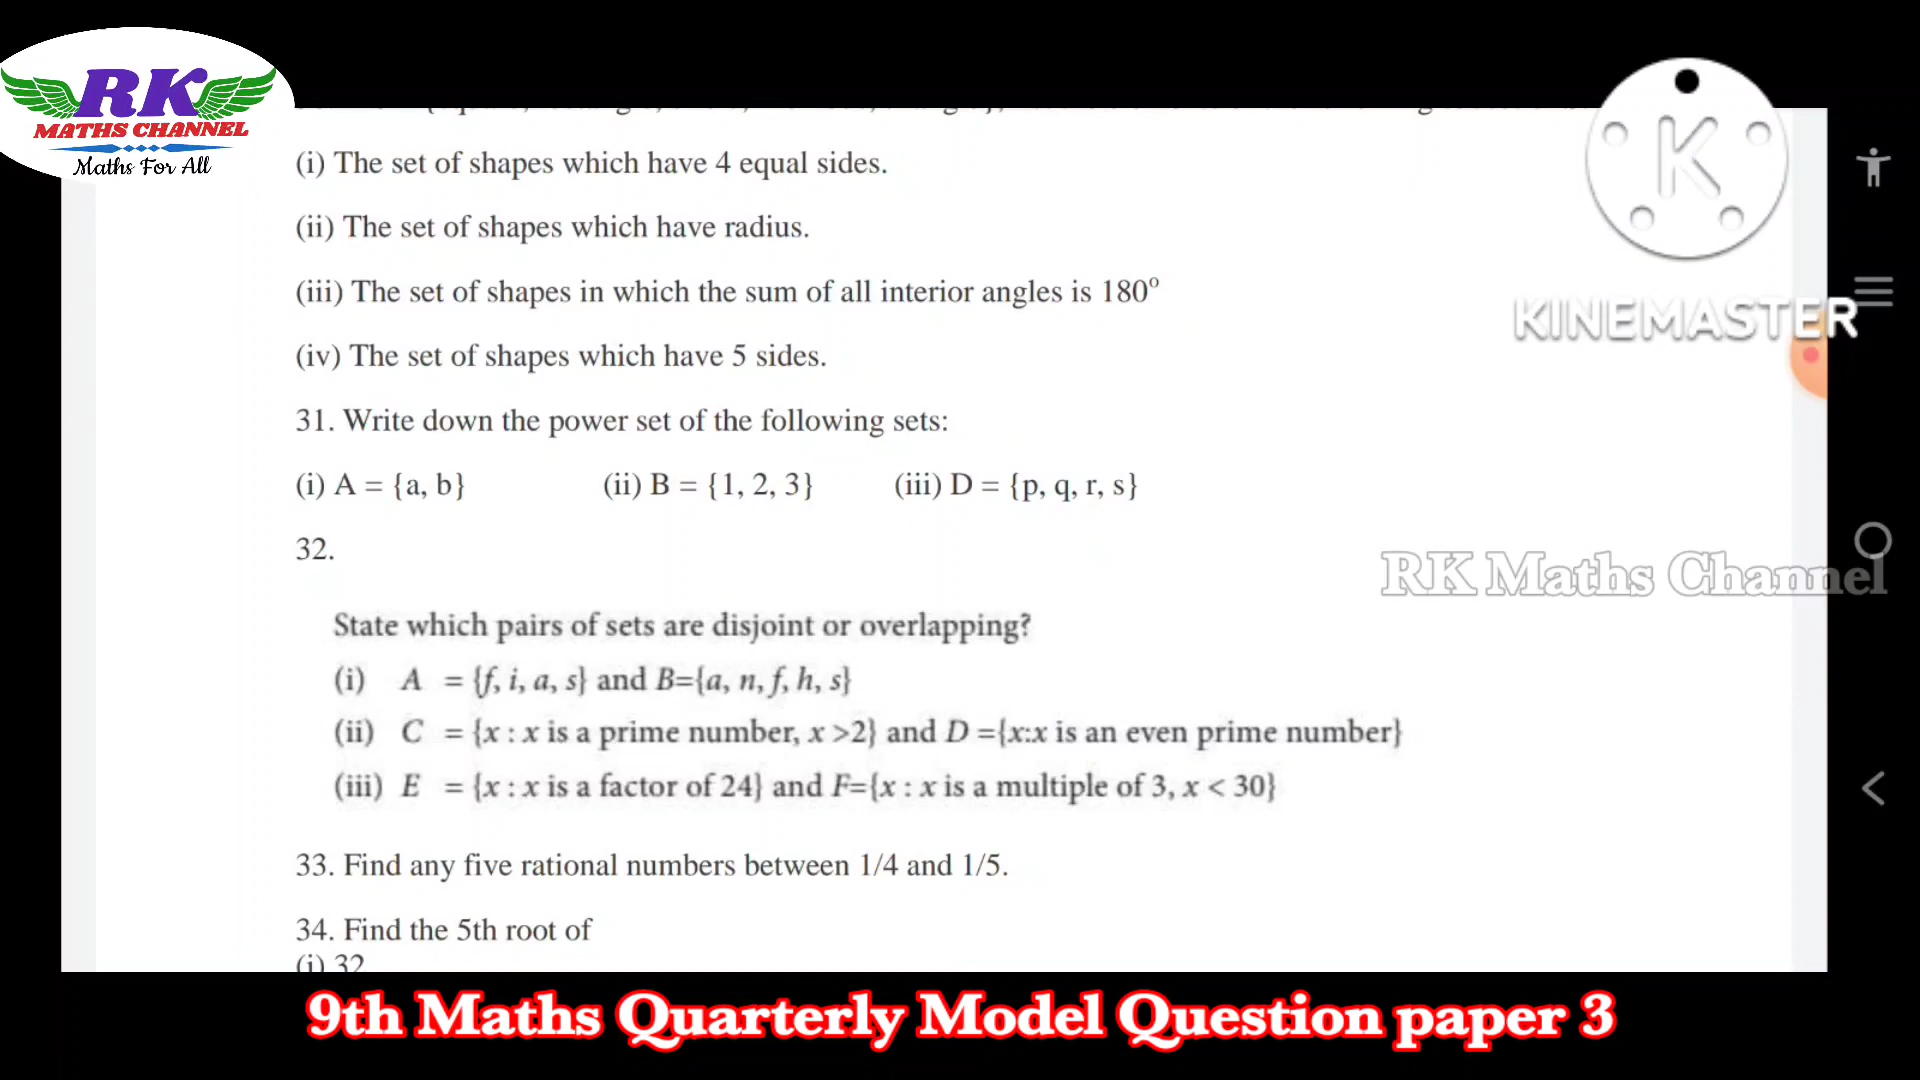 RK
MATHS CHANNEL
Maths For All
K
KINEMASTER
(i) The set of shapes which have 4 equal sides.
(ii) The set of shapes which have radius.
(iii) The set of shapes in which the sum of all interior angles is 180°
(iv) The set of shapes which have 5 sides.
31. Write down the power set of the following sets:
(i) A = {a, b} (ii) B = {1, 2, 3} (iii) D = {p, q, r, s}
32.
RK Maths Channel
State which pairs of sets are disjoint or overlapping?
(i) A = {f, i, a, s} and B={a, n, f, h, s}
(ii) C = {x : x is a prime number, x >2} and D ={x:x is an even prime number}
(iii) E = {x : x is a factor of 24} and F={x : x is a multiple of 3, x < 30}
33. Find any five rational numbers between 1/4 and 1/5.
34. Find the 5th root of
(i) 32
9th Maths Quarterly Model Question paper 3